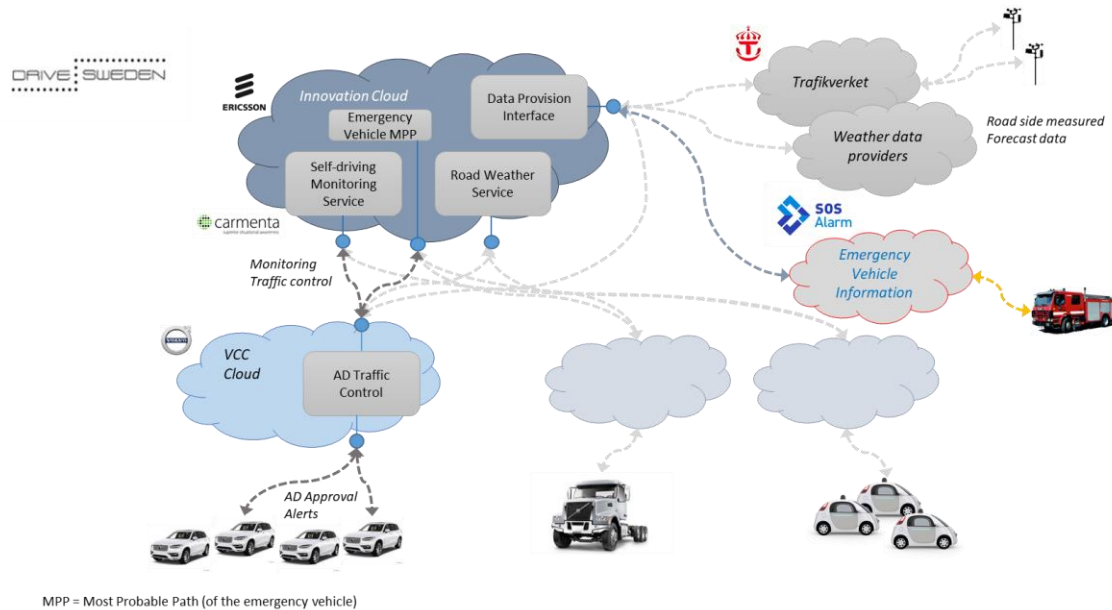 DRIVE SWEDEN
ERICSSON
Innovation Cloud
Emergency
Vehicle MPP
Data Provision
Interface
Self-driving
Monitoring
Service
Road Weather
Service
Trafikverket
Weather data
providers
Road side measured
Forecast data
carmenta
SOS
Alarm
Emergency
Vehicle
Information
Monitoring
Traffic control
VOLVO
VCC
Cloud
AD Traffic
Control
AD Approval
Alerts
MPP = Most Probable Path (of the emergency vehicle)